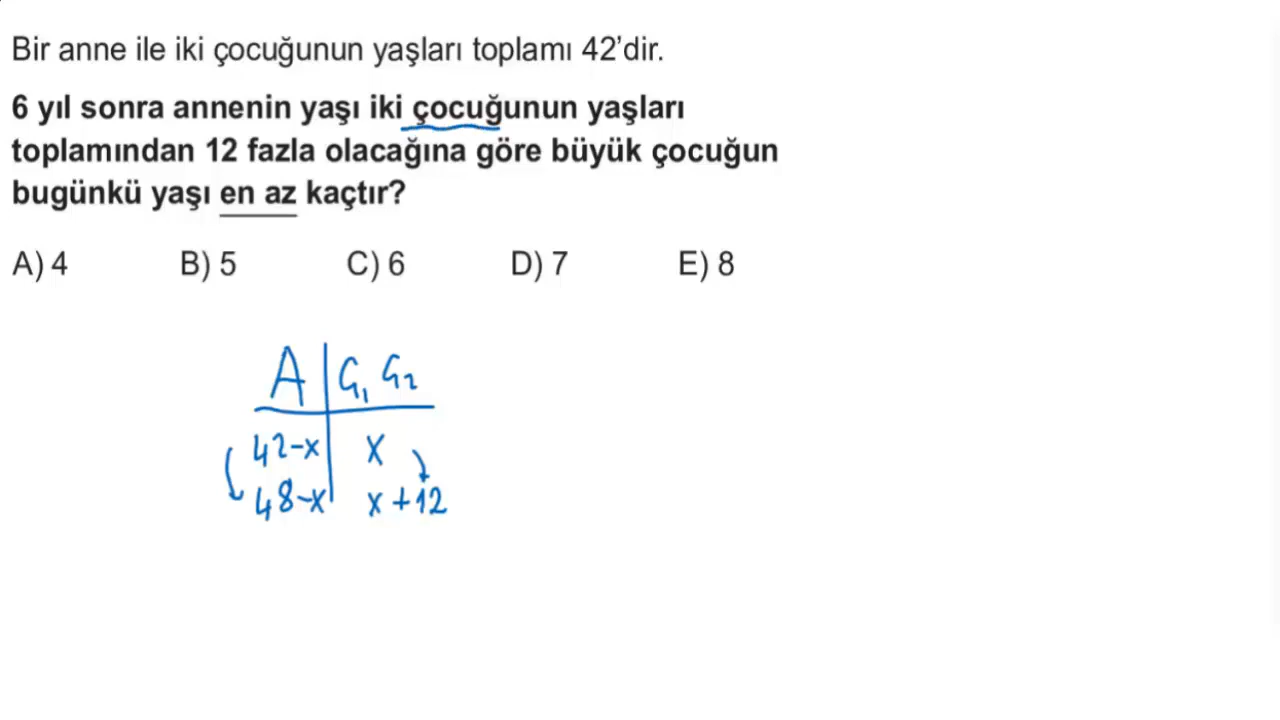 Bir anne ile iki çocuğunun yaşları toplamı 42’dir.
6 yıl sonra annenin yaşı iki çocuğunun yaşları
toplamından 12 fazla olacağına göre büyük çocuğun
bugünkü yaşı en az kaçtır?
A) 4 B) 5 C) 6 D) 7 E) 8
A Ç₁ Ç₂
42-x x
48-x x+12